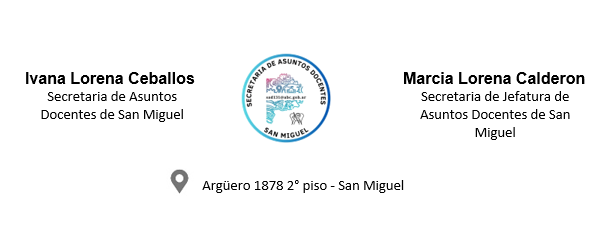 Ivana Lorena Ceballos
Secretaria de Asuntos
Docentes de San Miguel
SECRETARIA DE ASUNTOS DOCENTES
SAN MIGUEL
Marcia Lorena Calderon
Secretaria de Jefatura de
Asuntos Docentes de San
Miguel
Argüero 1878 2° piso - San Miguel